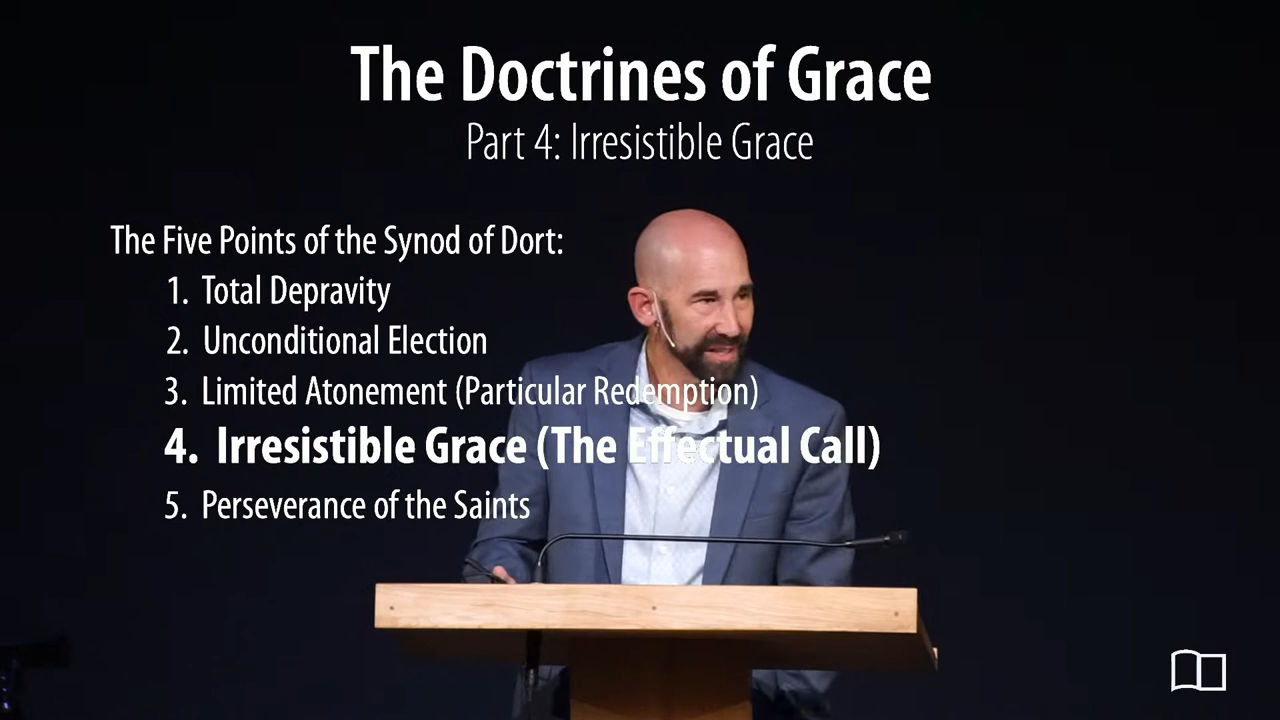 The Doctrines of Grace
Part 4: Irresistible Grace
The Five Points of the Synod of Dort:
1. Total Depravity
2. Unconditional Election
3. Limited Atonement (Particular Redemption)
4. Irresistible Grace (The Effectual Call)
5. Perseverance of the Saints